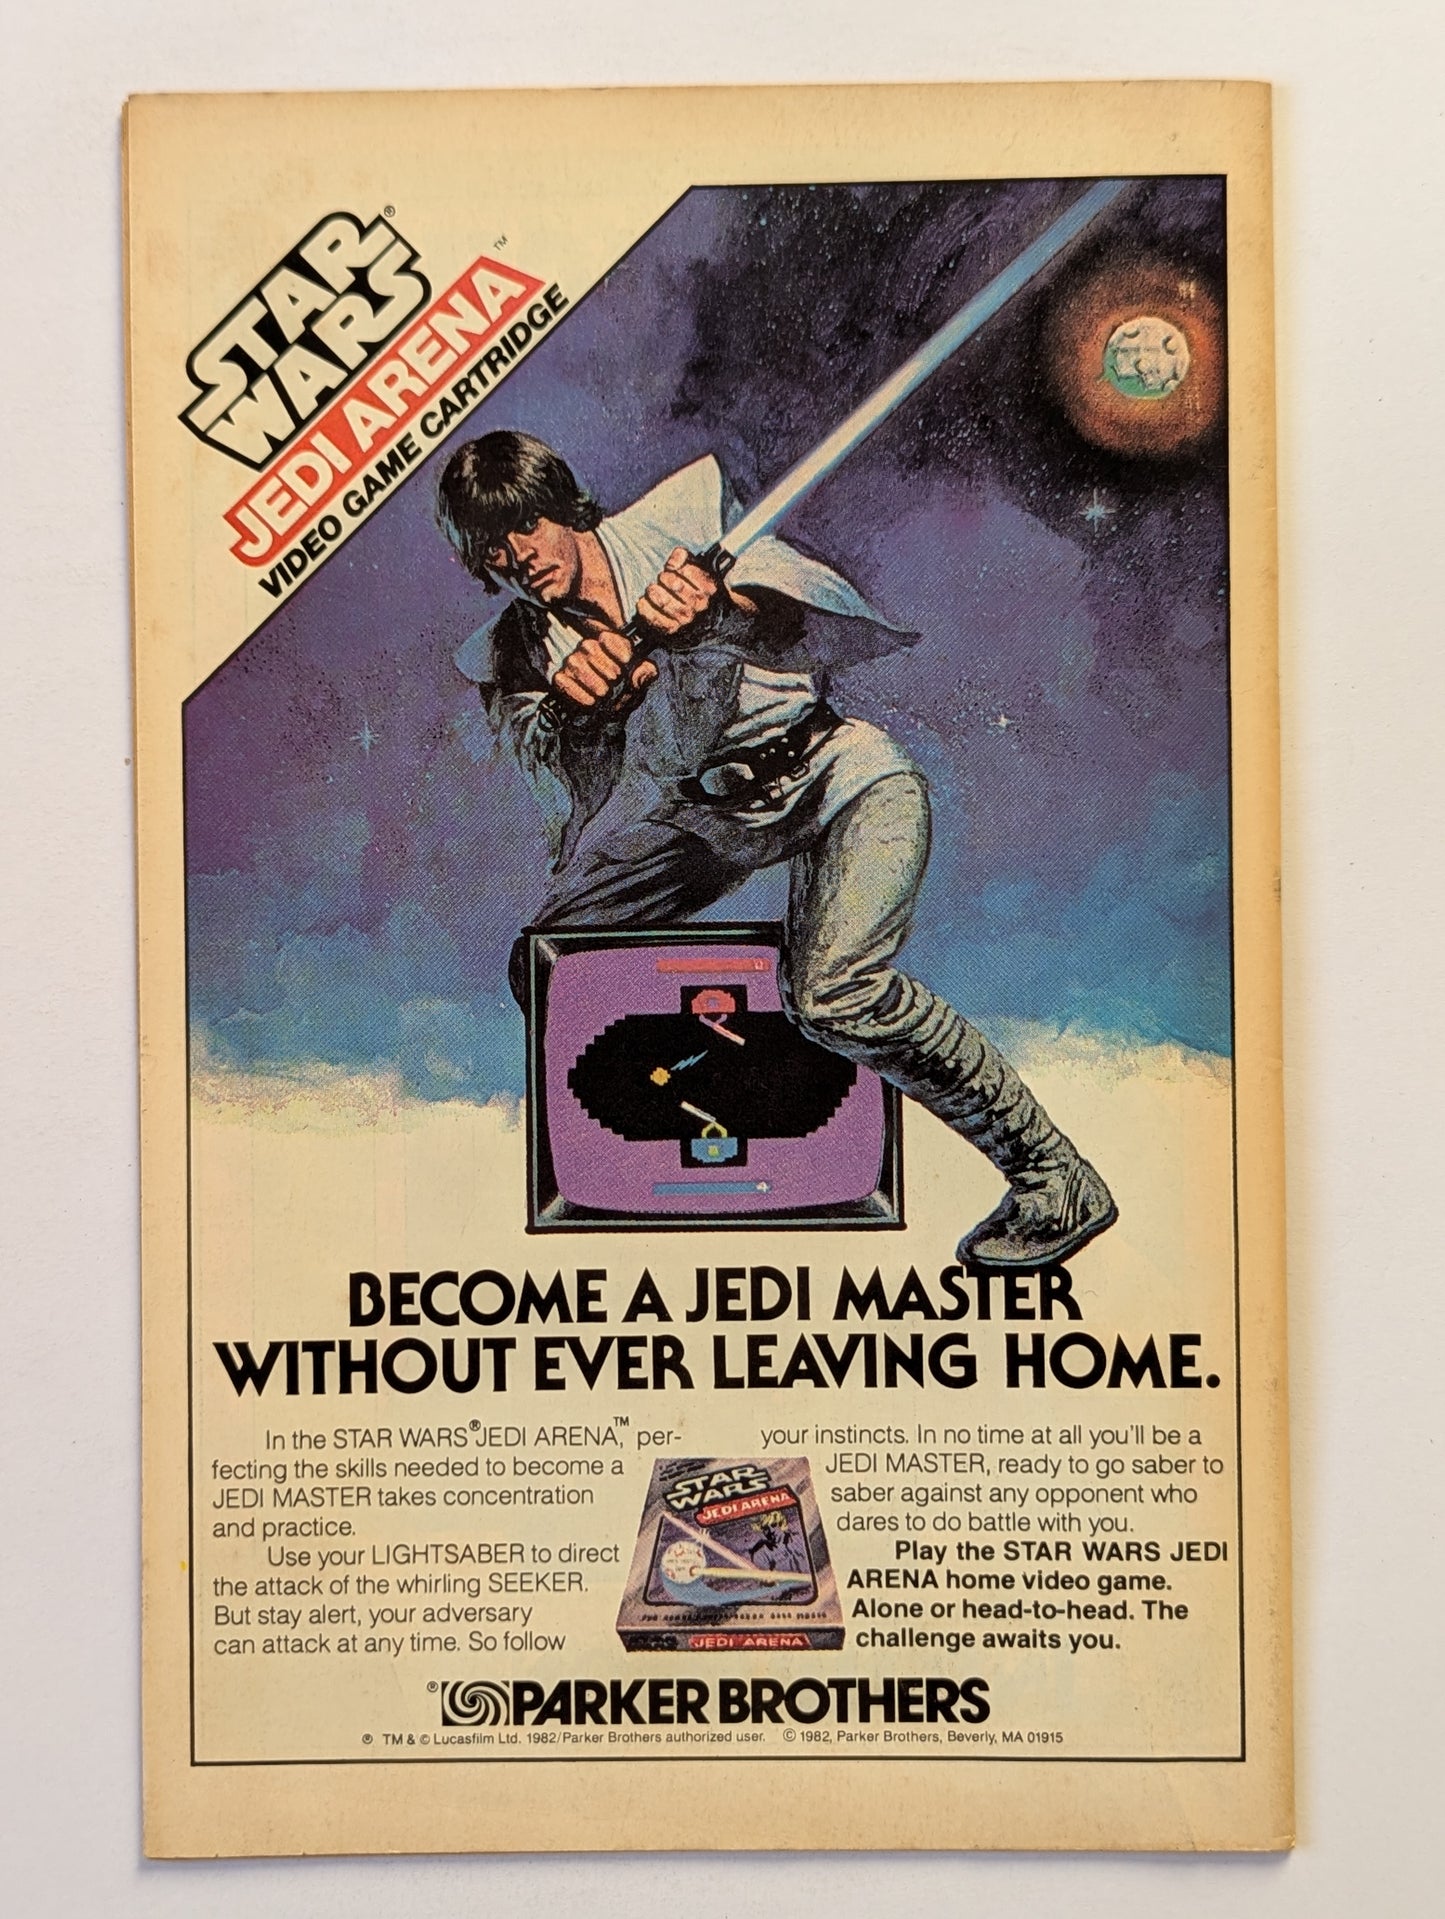 STAR ®
WARS
JEDI ARENA ™
VIDEO GAME CARTRIDGE
0
4
BECOME A JEDI MASTER
WITHOUT EVER LEAVING HOME.
In the STAR WARS® JEDI ARENA,™ per-
fecting the skills needed to become a
JEDI MASTER takes concentration
and practice.
Use your LIGHTSABER to direct
the attack of the whirling SEEKER.
But stay alert, your adversary
can attack at any time. So follow
your instincts. In no time at all you'll be a
JEDI MASTER, ready to go saber to
saber against any opponent who
dares to do battle with you.
Play the STAR WARS JEDI
ARENA home video game.
Alone or head-to-head. The
challenge awaits you.
STAR
WARS
JEDI ARENA
JEDI ARENA
® PARKER BROTHERS
® TM & © Lucasfilm Ltd. 1982/Parker Brothers authorized user. © 1982, Parker Brothers, Beverly, MA 01915